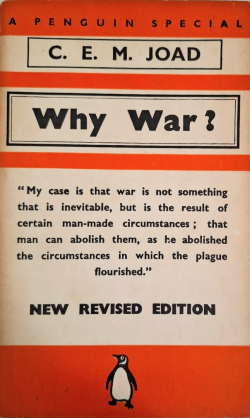 A PENGUIN SPECIAL
C. E. M. JOAD
Why War?
“My case is that war is not something
that is inevitable, but is the result of
certain man-made circumstances ; that
man can abolish them, as he abolished
the circumstances in which the plague
flourished.”
NEW REVISED EDITION